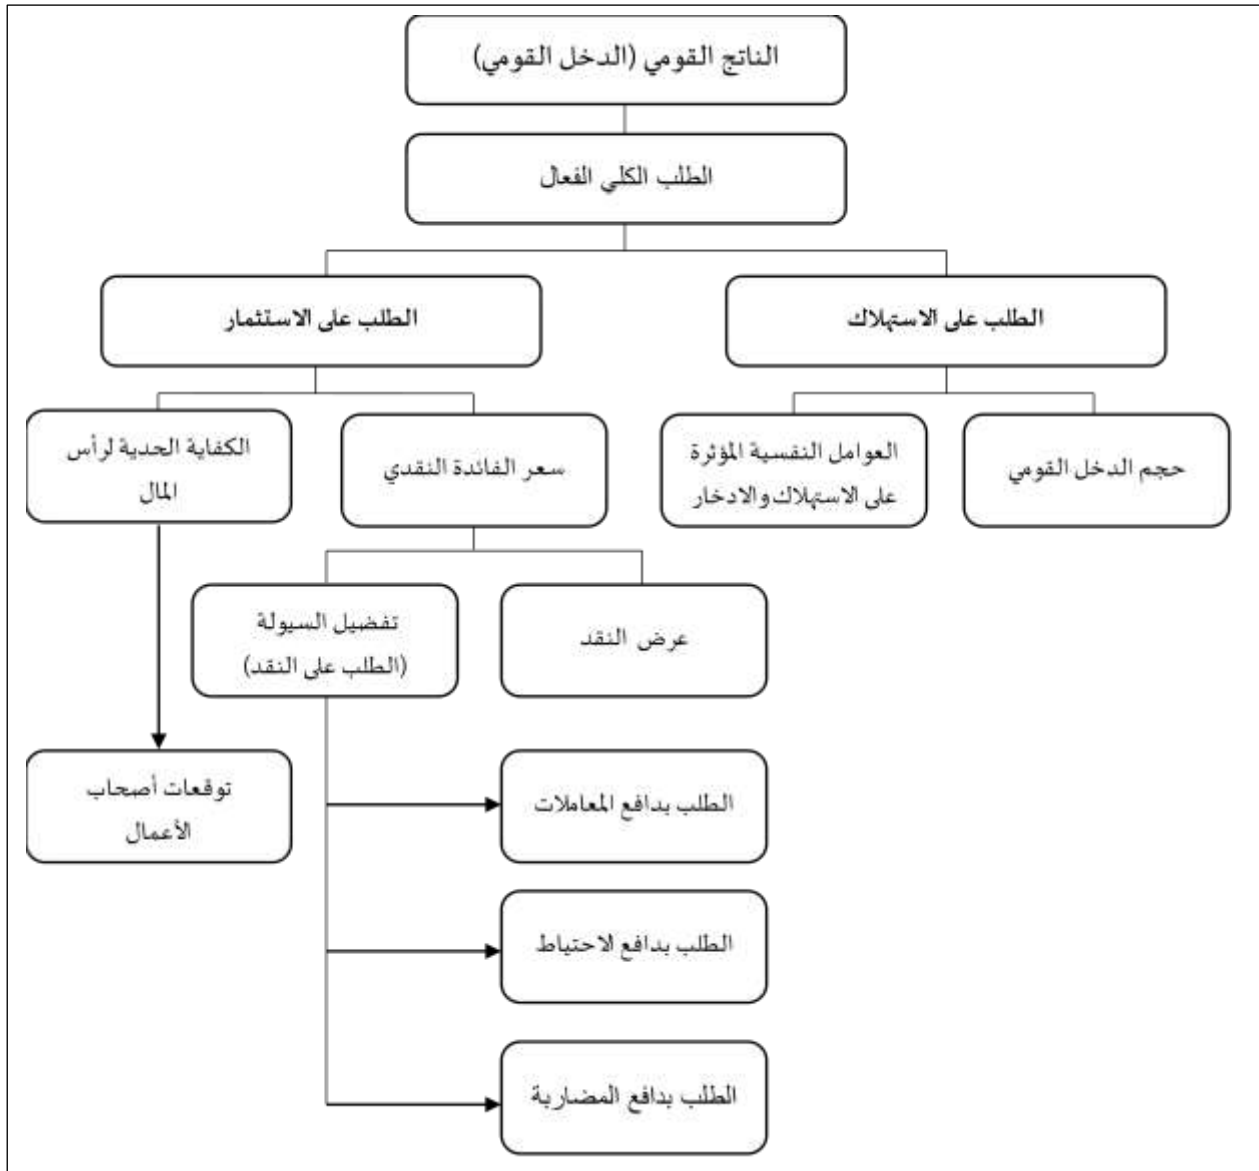 الناتج القومي (الدخل القومي)
الطلب الكلي الفعال
الطلب على الاستهلاك
الطلب على الاستثمار
حجم الدخل القومي
العوامل النفسية المؤثرة
على الاستهلاك والادخار
سعر الفائدة النقدي
الكفاية الحدية لرأس
المال
عرض النقد
تفضيل السيولة
(الطلب على النقد)
توقعات أصحاب
الأعمال
الطلب بدافع المعاملات
الطلب بدافع الاحتياط
الطلب بدافع المضاربة